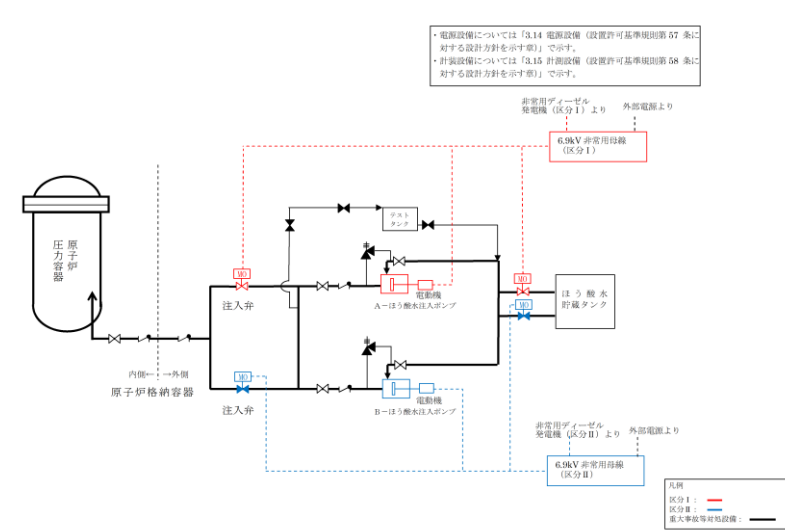 ・電源設備については「3.14 電源設備（設置許可基準規則第57 条に
対する設計方針を示す章）」で示す。
・計装設備については「3.15 計測設備（設置許可基準規則第58 条に
対する設計方針を示す章）」で示す。
非常用ディーゼル
発電機（区分Ⅰ）より
外部電源より
6.9kV 非常用母線
（区分Ⅰ）
テスト
タンク
原子炉
圧力容器
MO
注入弁
電動機
A－ほう酸水注入ポンプ
MO
MO
ほう酸水
貯蔵タンク
内側←
→外側
原子炉格納容器
MO
注入弁
電動機
B－ほう酸水注入ポンプ
非常用ディーゼル
発電機（区分Ⅱ）より
外部電源より
6.9kV 非常用母線
（区分Ⅱ）
凡例
区分Ⅰ：
区分Ⅱ：
重大事故等対処設備：